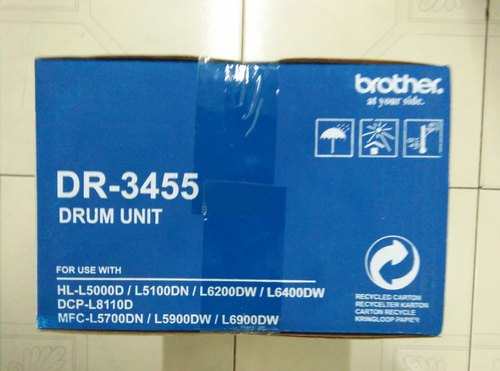 brother.
at your side.
DR-3455
DRUM UNIT
FOR USE WITH
HL-L5000D / L5100DN / L6200DW / L6400DW
DCP-L8110D
MFC-L5700DN / L5900DW / L6900DW
RECYCLED CARTON
RECYCELTER KARTON
CARTON RECYCLE
KRINGLOOP PAPIER